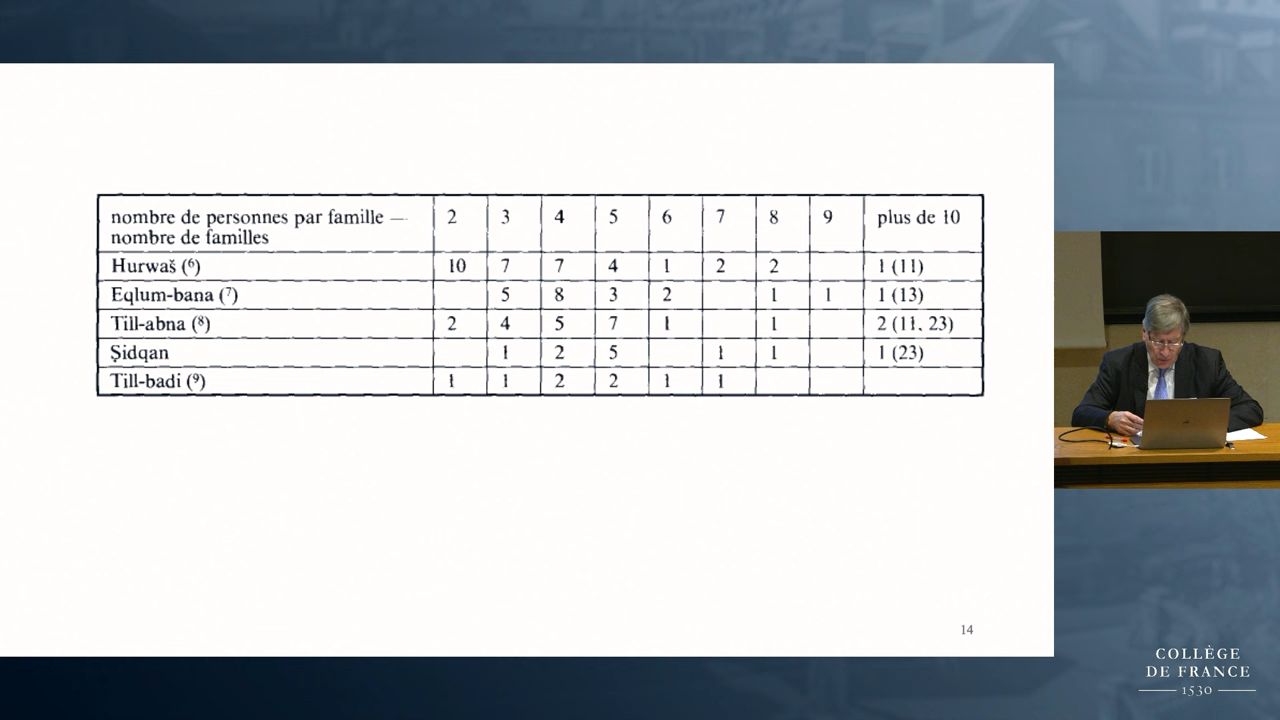 nombre de personnes par famille — 2 3 4 5 6 7 8 9 plus de 10
nombre de familles
Hurwaš (⁶) 10 7 7 4 1 2 2 1 (11)
Eqlum-bana (⁷) 5 8 3 2 1 1 1 (13)
Till-abna (⁸) 2 4 5 7 1 1 2 (11, 23)
Ṣidqan 1 2 5 1 1 1 (23)
Till-badi (⁹) 1 1 2 2 1 1
14
COLLÈGE
DE FRANCE
1530